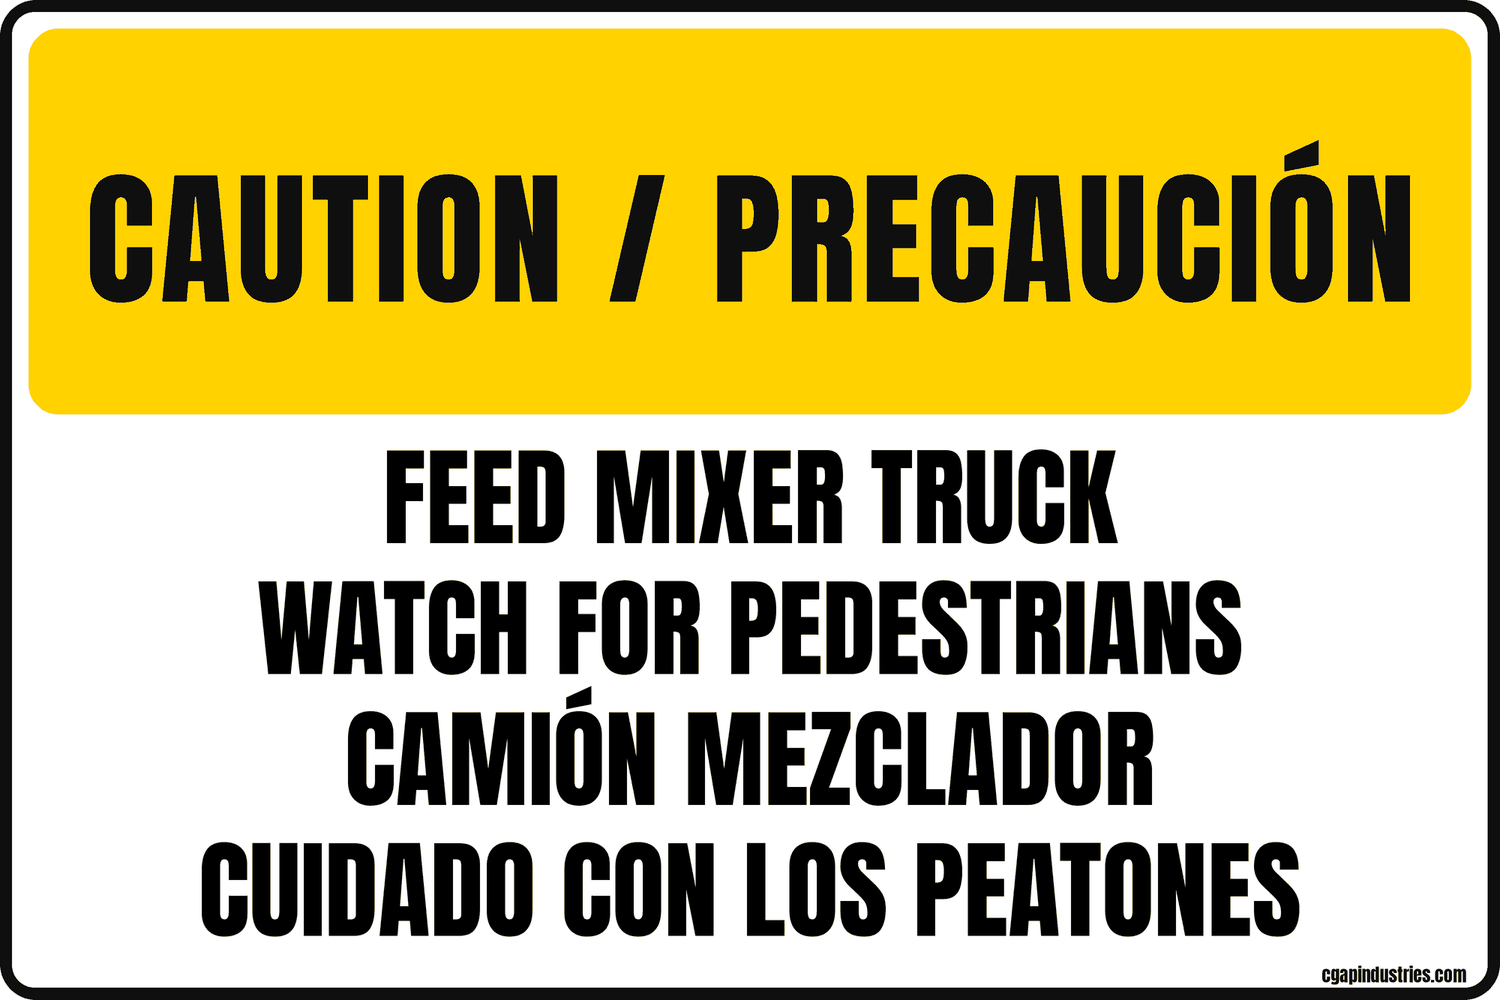 CAUTION / PRECAUCIÓN
FEED MIXER TRUCK
WATCH FOR PEDESTRIANS
CAMIÓN MEZCLADOR
CUIDADO CON LOS PEATONES
cgapindustries.com